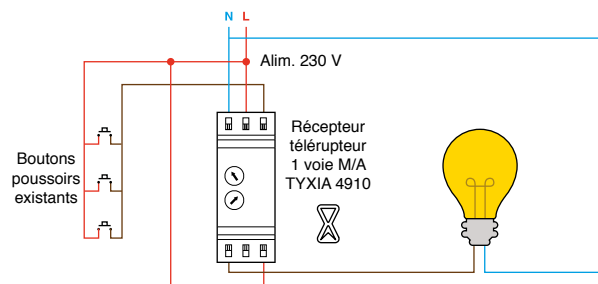 N L
Alim. 230 V
Récepteur
télérupteur
1 voie M/A
TYXIA 4910
Boutons
poussoirs
existants